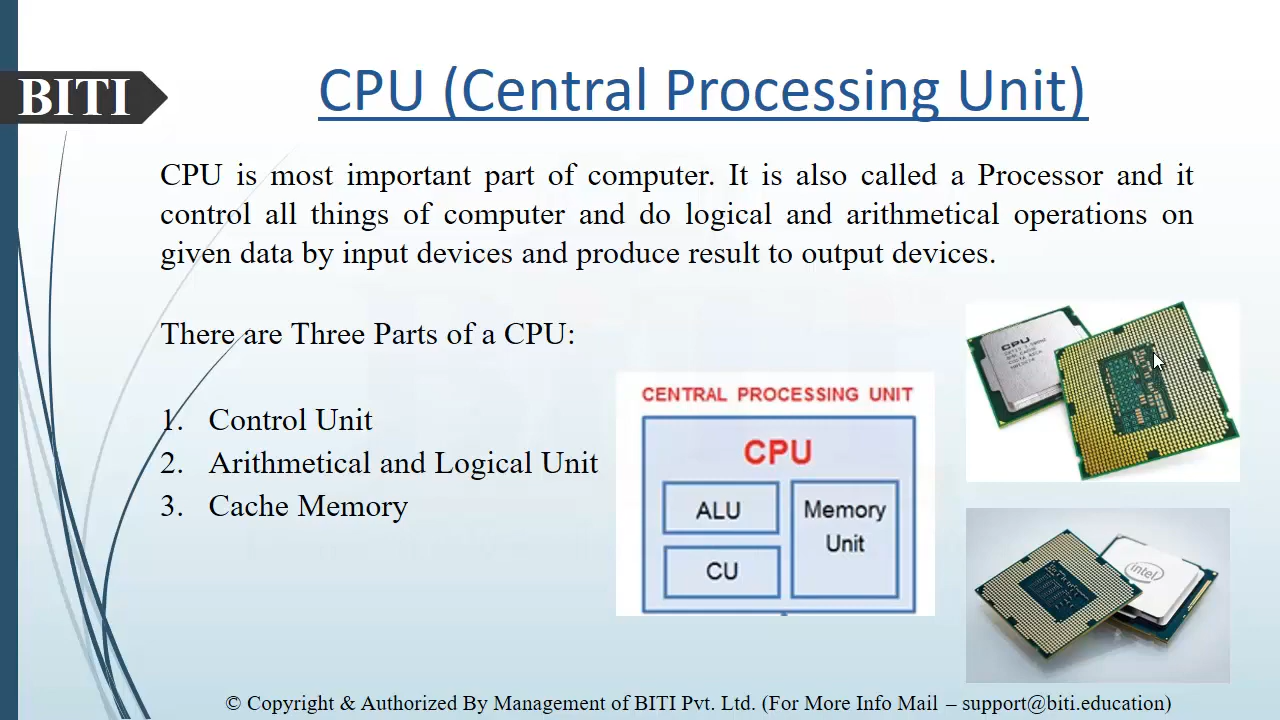 BITI
CPU (Central Processing Unit)
CPU is most important part of computer. It is also called a Processor and it
control all things of computer and do logical and arithmetical operations on
given data by input devices and produce result to output devices.
There are Three Parts of a CPU:
1. Control Unit
2. Arithmetical and Logical Unit
3. Cache Memory
CENTRAL PROCESSING UNIT
CPU
ALU
Memory
Unit
CU
CPU
intel
© Copyright & Authorized By Management of BITI Pvt. Ltd. (For More Info Mail – support@biti.education)